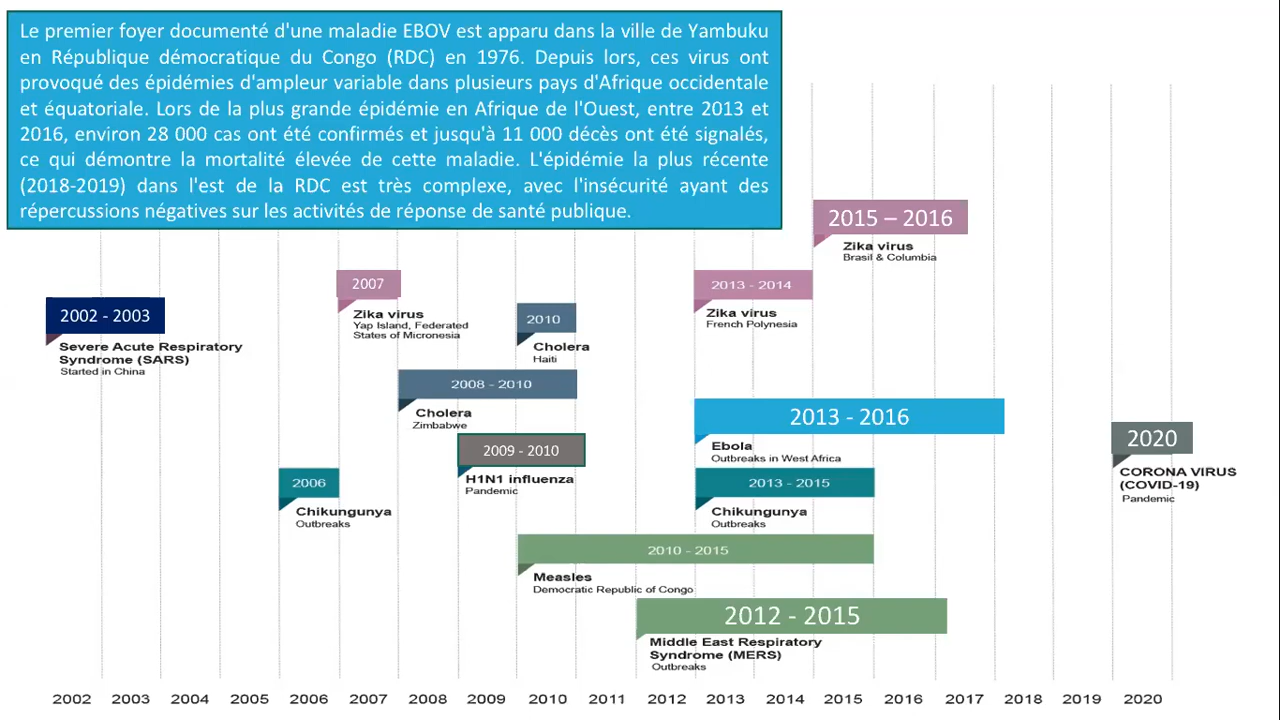 Le premier foyer documenté d'une maladie EBOV est apparu dans la ville de Yambuku
en République démocratique du Congo (RDC) en 1976. Depuis lors, ces virus ont
provoqué des épidémies d'ampleur variable dans plusieurs pays d'Afrique occidentale
et équatoriale. Lors de la plus grande épidémie en Afrique de l'Ouest, entre 2013 et
2016, environ 28 000 cas ont été confirmés et jusqu'à 11 000 décès ont été signalés,
ce qui démontre la mortalité élevée de cette maladie. L'épidémie la plus récente
(2018-2019) dans l'est de la RDC est très complexe, avec l'insécurité ayant des
répercussions négatives sur les activités de réponse de santé publique.
2015 – 2016
Zika virus
Brasil & Columbia
2007
Zika virus
Yap Island, Federated
States of Micronesia
2013 - 2014
Zika virus
French Polynesia
2002 - 2003
Severe Acute Respiratory
Syndrome (SARS)
Started in China
2010
Cholera
Haiti
2008 - 2010
Cholera
Zimbabwe
2013 - 2016
Ebola
Outbreaks in West Africa
2020
CORONA VIRUS
(COVID-19)
Pandemic
2009 - 2010
H1N1 influenza
Pandemic
2006
Chikungunya
Outbreaks
2013 - 2015
Chikungunya
Outbreaks
2010 - 2015
Measles
Democratic Republic of Congo
2012 - 2015
Middle East Respiratory
Syndrome (MERS)
Outbreaks
2002 2003 2004 2005 2006 2007 2008 2009 2010 2011 2012 2013 2014 2015 2016 2017 2018 2019 2020